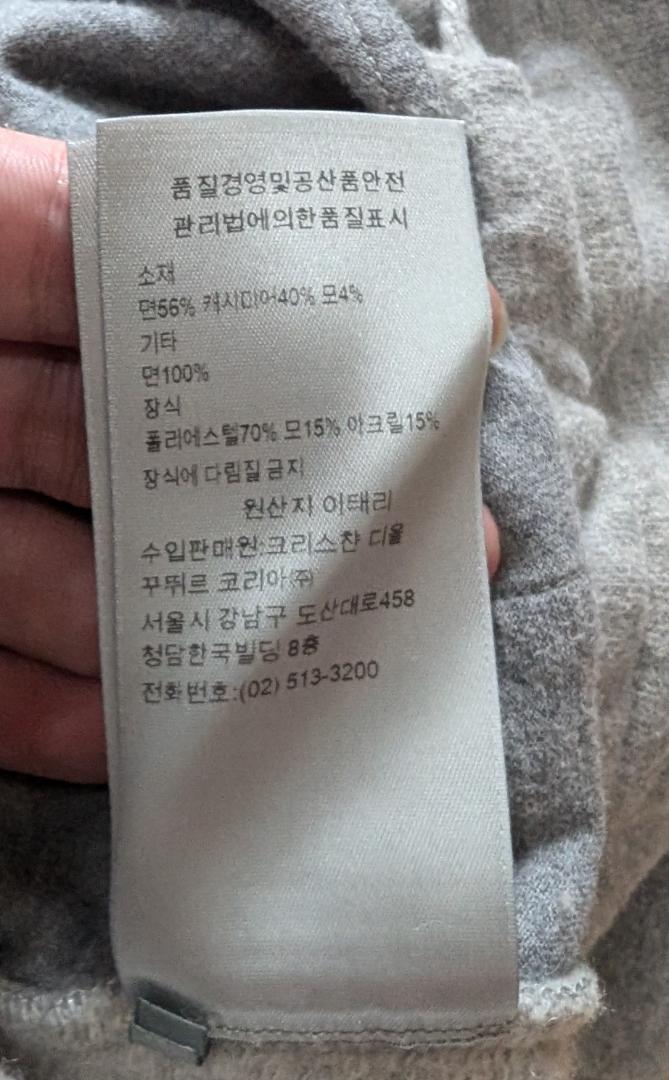 품질경영및공산품안전
관리법에의한품질표시
소재
면56% 캐시미어40% 모4%
기타
면100%
장식
폴리에스텔70% 모15% 아크릴15%
장식에 다림질 금지
원산지 이태리
수입판매원:크리스챤 디올
꾸뛰르 코리아㈜
서울시 강남구 도산대로458
청담한국빌딩 8층
전화번호:(02) 513-3200